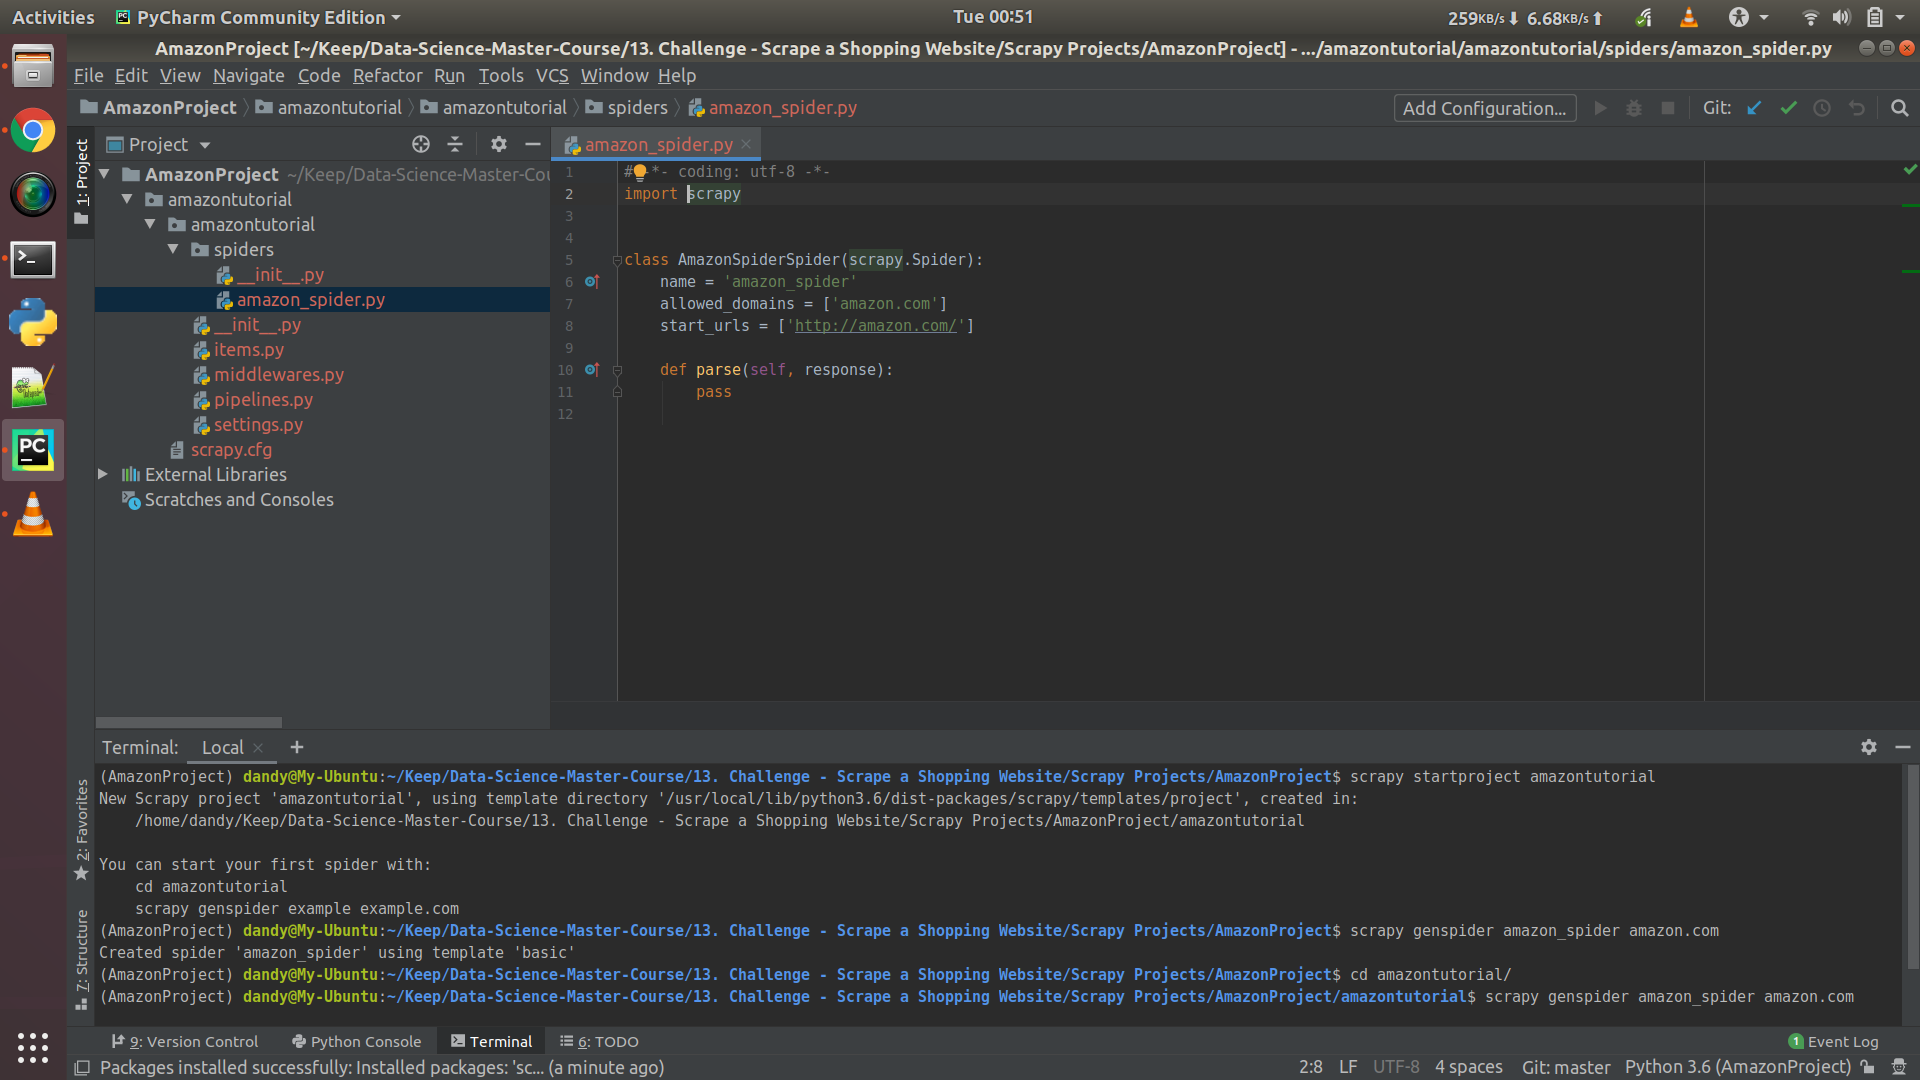 Activities PyCharm Community Edition Tue 00:51 259KB/s 6.68KB/s
AmazonProject [~/Keep/Data-Science-Master-Course/13. Challenge - Scrape a Shopping Website/Scrapy Projects/AmazonProject] - .../amazontutorial/amazontutorial/spiders/amazon_spider.py
File Edit View Navigate Code Refactor Run Tools VCS Window Help
AmazonProject amazontutorial amazontutorial spiders amazon_spider.py Add Configuration... Git:
1: Project
Project
AmazonProject ~/Keep/Data-Science-Master-Cou
amazontutorial
amazontutorial
spiders
__init__.py
amazon_spider.py
__init__.py
items.py
middlewares.py
pipelines.py
settings.py
scrapy.cfg
External Libraries
Scratches and Consoles
amazon_spider.py
1 # *- coding: utf-8 -*-
2 import scrapy
3
4
5 class AmazonSpiderSpider(scrapy.Spider):
6 name = 'amazon_spider'
7 allowed_domains = ['amazon.com']
8 start_urls = ['http://amazon.com/']
9
10 def parse(self, response):
11 pass
12
PC
2: Favorites
7: Structure
Terminal: Local +
(AmazonProject) dandy@My-Ubuntu:~/Keep/Data-Science-Master-Course/13. Challenge - Scrape a Shopping Website/Scrapy Projects/AmazonProject$ scrapy startproject amazontutorial
New Scrapy project 'amazontutorial', using template directory '/usr/local/lib/python3.6/dist-packages/scrapy/templates/project', created in:
/home/dandy/Keep/Data-Science-Master-Course/13. Challenge - Scrape a Shopping Website/Scrapy Projects/AmazonProject/amazontutorial
You can start your first spider with:
cd amazontutorial
scrapy genspider example example.com
(AmazonProject) dandy@My-Ubuntu:~/Keep/Data-Science-Master-Course/13. Challenge - Scrape a Shopping Website/Scrapy Projects/AmazonProject$ scrapy genspider amazon_spider amazon.com
Created spider 'amazon_spider' using template 'basic'
(AmazonProject) dandy@My-Ubuntu:~/Keep/Data-Science-Master-Course/13. Challenge - Scrape a Shopping Website/Scrapy Projects/AmazonProject$ cd amazontutorial/
(AmazonProject) dandy@My-Ubuntu:~/Keep/Data-Science-Master-Course/13. Challenge - Scrape a Shopping Website/Scrapy Projects/AmazonProject/amazontutorial$ scrapy genspider amazon_spider amazon.com
9: Version Control Python Console Terminal 6: TODO 1 Event Log
Packages installed successfully: Installed packages: 'sc... (a minute ago) 2:8 LF UTF-8 4 spaces Git: master Python 3.6 (AmazonProject)